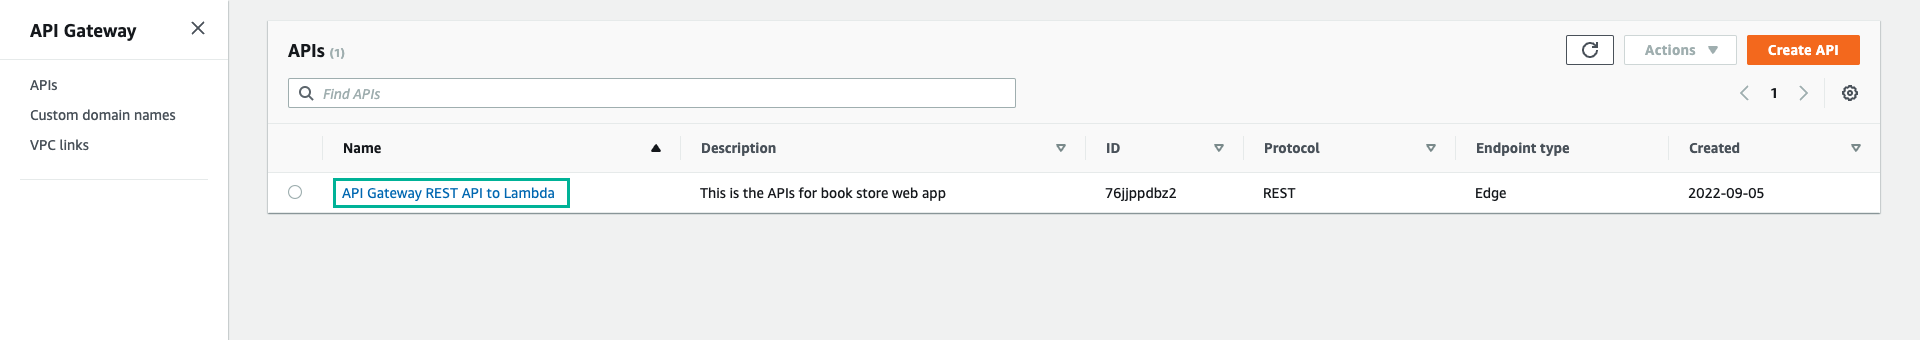 API Gateway
APIs
Custom domain names
VPC links
APIs (1)
Actions
Create API
Find APIs
1
Name Description ID Protocol Endpoint type Created
API Gateway REST API to Lambda This is the APIs for book store web app 76jjppdbz2 REST Edge 2022-09-05